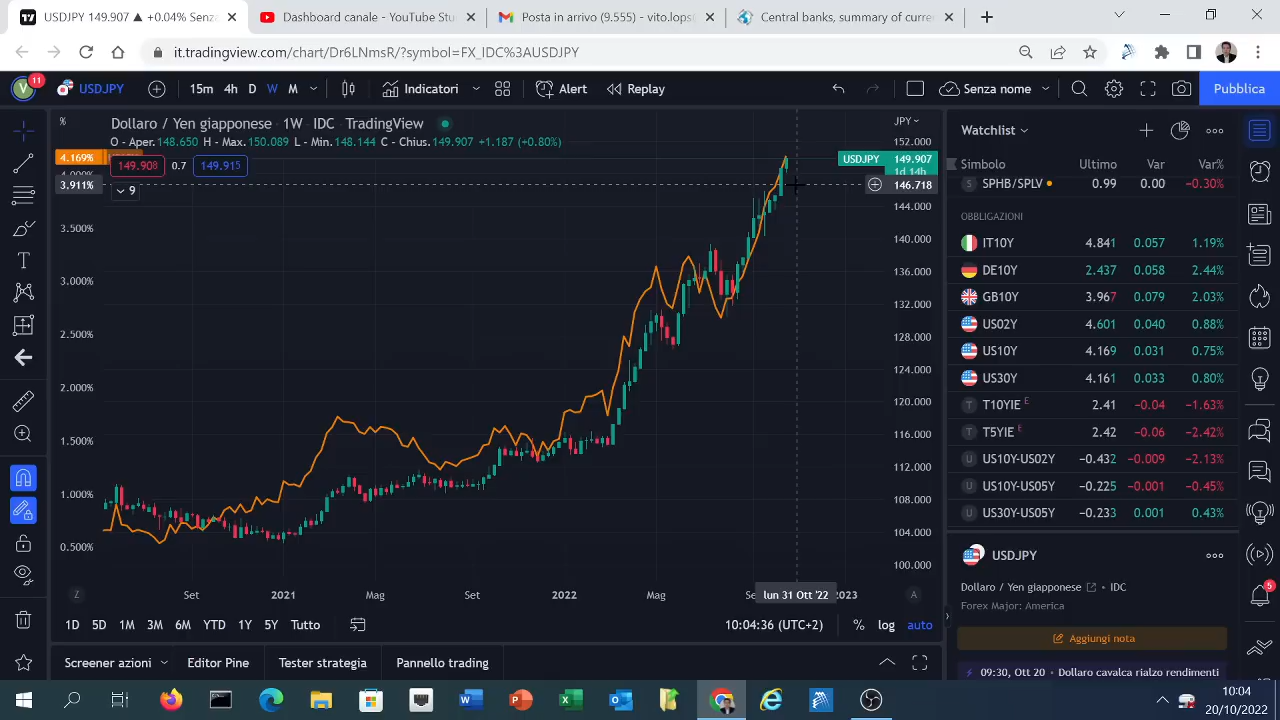 USDJPY 149.907 ▲ +0.04% Senza
Dashboard canale - YouTube Stu
Posta in arrivo (9.555) - vito.lops
Central banks, summary of curren
it.tradingview.com/chart/Dr6LNmsR/?symbol=FX_IDC%3AUSDJPY
V 11 USDJPY 15m 4h D W M Indicatori Alert Replay Senza nome Pubblica
% Dollaro / Yen giapponese · 1W · IDC · TradingView JPY
O - Aper.148.650 H - Max.150.089 L - Min.148.144 C - Chius.149.907 +1.187 (+0.80%)
152.000
4.169% 149.908 0.7 149,915 USDJPY 149.907
1d 14h
3.911% 9 146.718
144.000
3.500%
140.000
136.000
3.000%
132.000
2.500% 128.000
124.000
2.000%
120.000
1.500% 116.000
112.000
1.000% 108.000
104.000
0.500%
100.000
Z Set 2021 Mag Set 2022 Mag Se lun 31 Ott '22 2023 A
1D 5D 1M 3M 6M YTD 1Y 5Y Tutto 10:04:36 (UTC+2) % log auto
Screener azioni Editor Pine Tester strategia Pannello trading
Watchlist
Simbolo Ultimo Var Var%
S SPHB/SPLV 0.99 0.00 −0.30%
OBBLIGAZIONI
IT10Y 4.841 0.057 1.19%
DE10Y 2.437 0.058 2.44%
GB10Y 3.967 0.079 2.03%
US02Y 4.601 0.040 0.88%
US10Y 4.169 0.031 0.75%
US30Y 4.161 0.033 0.80%
T T10YIE E 2.41 −0.04 −1.63%
T T5YIE E 2.42 −0.06 −2.42%
U US10Y-US02Y −0.432 −0.009 −2.13%
U US10Y-US05Y −0.225 −0.001 −0.45%
U US30Y-US05Y −0.233 0.001 0.43%
USDJPY
Dollaro / Yen giapponese • IDC
Forex Major: America
Aggiungi nota
09:30, Ott 20 • Dollaro cavalca rialzo rendimenti
5
10:04
20/10/2022